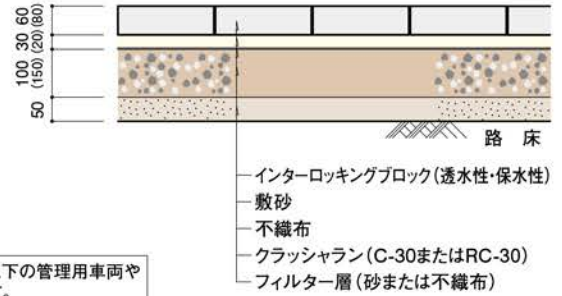 60
(80)
30
(20)
100
(150)
50
路 床
インターロッキングブロック(透水性・保水性)
敷砂
不織布
クラッシャラン(C-30またはRC-30)
フィルター層(砂または不織布)
下の管理用車両や